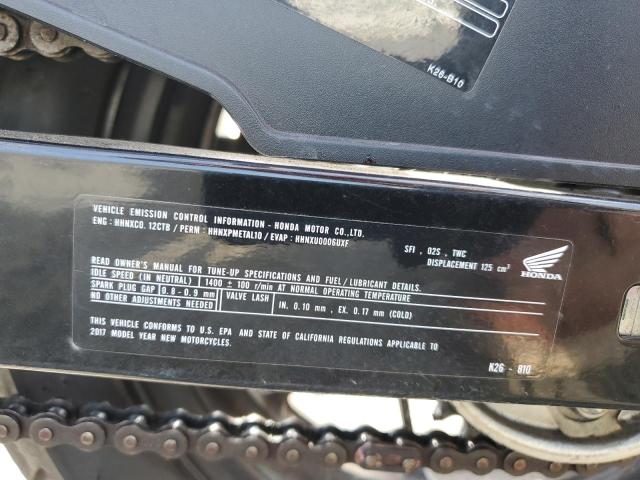 K26-B10
VEHICLE EMISSION CONTROL INFORMATION - HONDA MOTOR CO.,LTD.
ENG : HHNXC0. 12CTB / PERM : HHNXPMETAL10 / EVAP : HHNXU0006UXF
SFI , O2S , TWC
DISPLACEMENT 125 cm³
HONDA
READ OWNER'S MANUAL FOR TUNE-UP SPECIFICATIONS AND FUEL / LUBRICANT DETAILS.
IDLE SPEED (IN NEUTRAL) 1400 ± 100 r/min AT NORMAL OPERATING TEMPERATURE
SPARK PLUG GAP 0.8 - 0.9 mm VALVE LASH IN. 0.10 mm , EX. 0.17 mm (COLD)
NO OTHER ADJUSTMENTS NEEDED
THIS VEHICLE CONFORMS TO U.S. EPA AND STATE OF CALIFORNIA REGULATIONS APPLICABLE TO
2017 MODEL YEAR NEW MOTORCYCLES.
K26 - B10